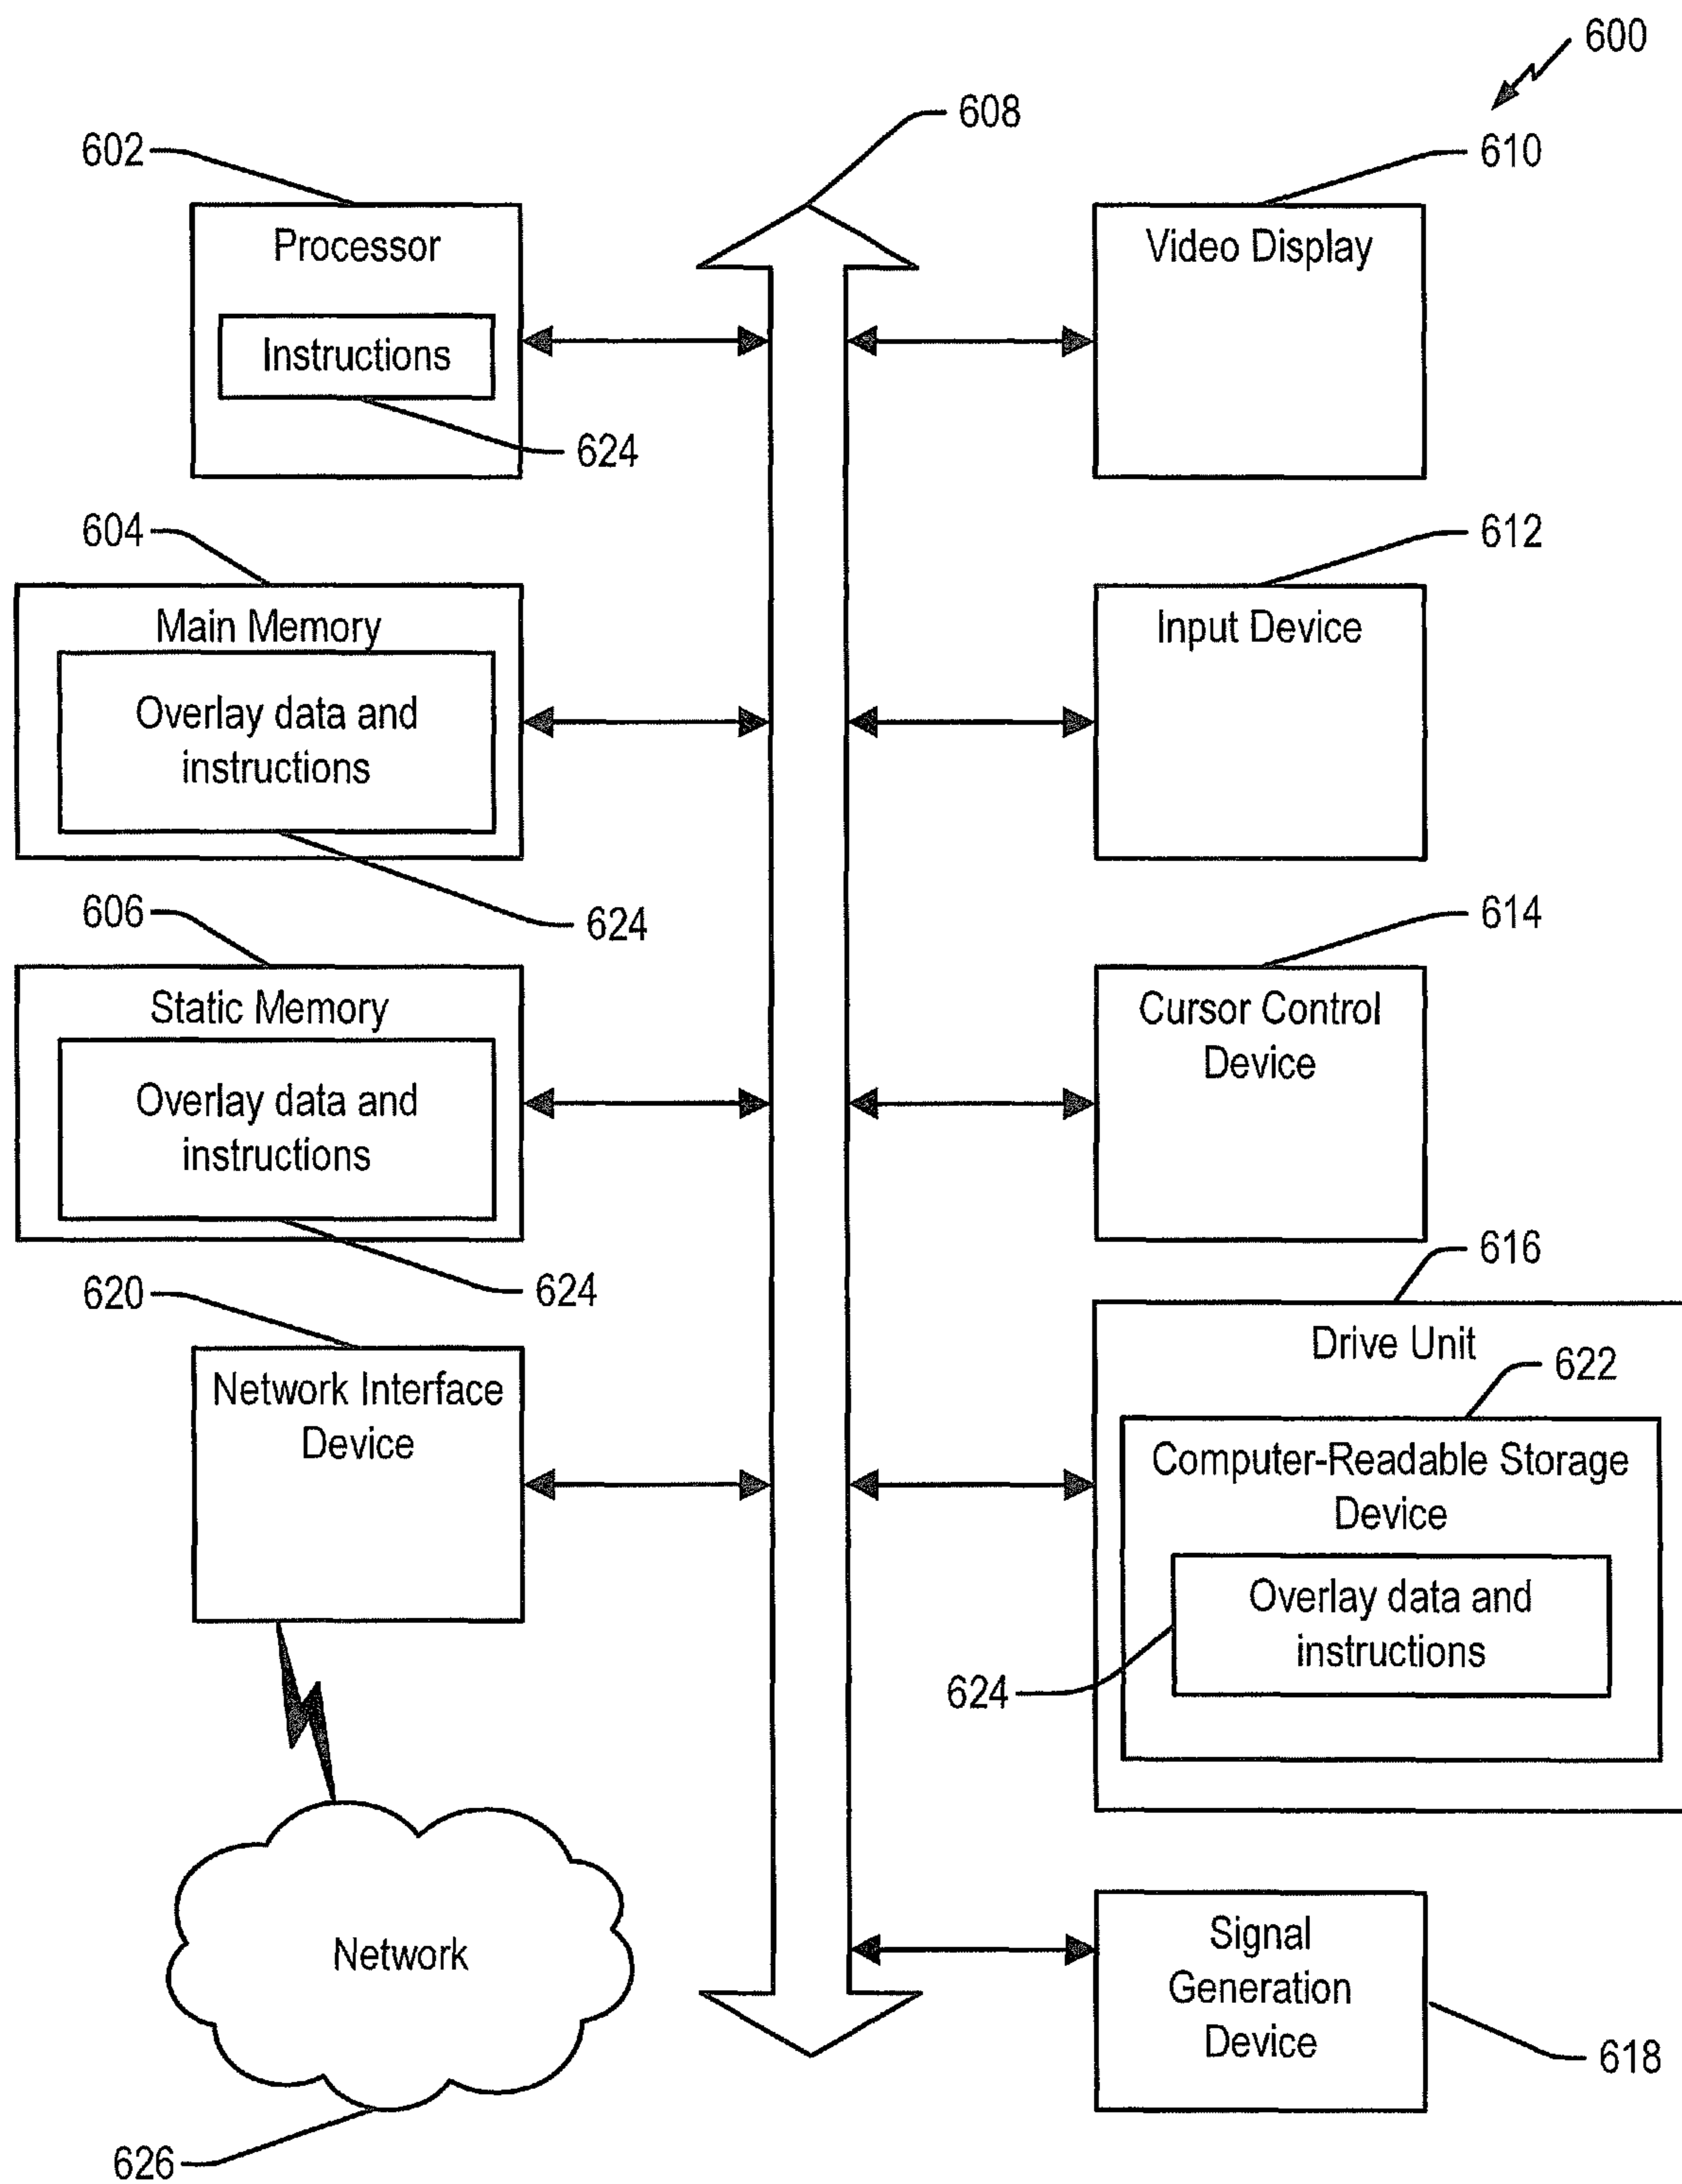 600
608
602
610
Processor
Instructions
624
Video Display
604
612
Main Memory
Overlay data and
instructions
624
Input Device
606
614
Static Memory
Overlay data and
instructions
624
Cursor Control
Device
620
616
Network Interface
Device
Drive Unit
622
Computer-Readable Storage
Device
Overlay data and
instructions
624
Network
626
Signal
Generation
Device
618